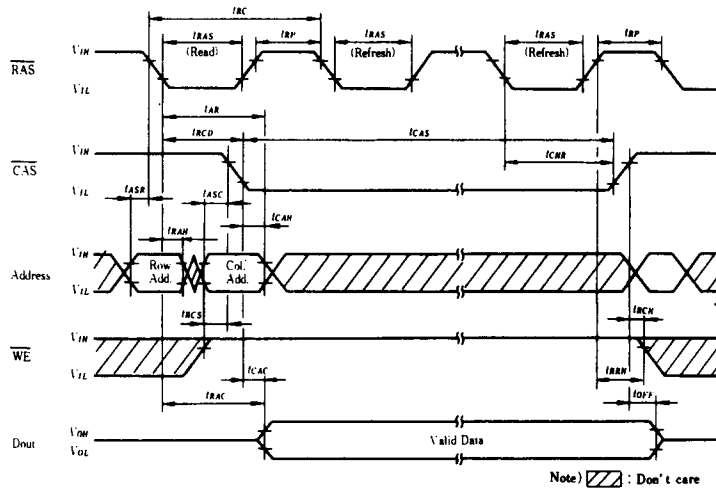 tRC
tRAS tRP tRAS tRAS tRP
(Read) (Refresh) (Refresh)
RAS VIH
VIL
tAR
tRCD tCAS
CAS VIH tCHR
VIL
tASR tASC
tRAH tCAH
Address VIH
Row Col.
Add. Add.
VIL
tRCS tRCH
WE VIH
VIL
tCAC tRRH
tRAC tOFF
Dout VOH
VOL
Valid Data
Note) : Don't care